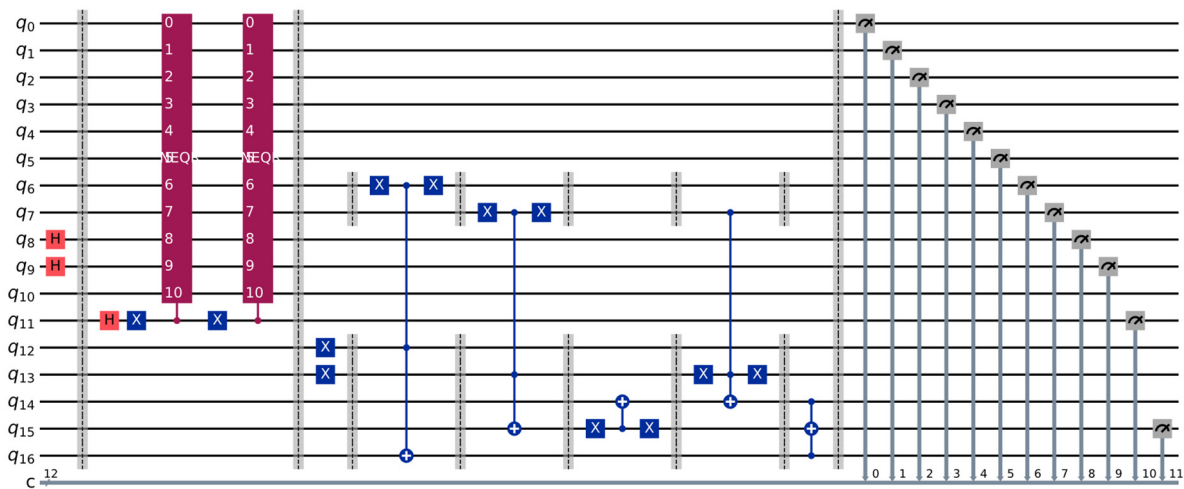 q0 0 0
q1 1 1
q2 2 2
q3 3 3
q4 4 4
q5 NEQR NEQR
q6 6 X X 6
q7 7 7 X X
q8 H 8 8
q9 H 9 9
q10 10 10
q11 H X X
q12 X
q13 X X X
q14
q15 X X
q16
c 12 0 1 2 3 4 5 6 7 8 9 10 11